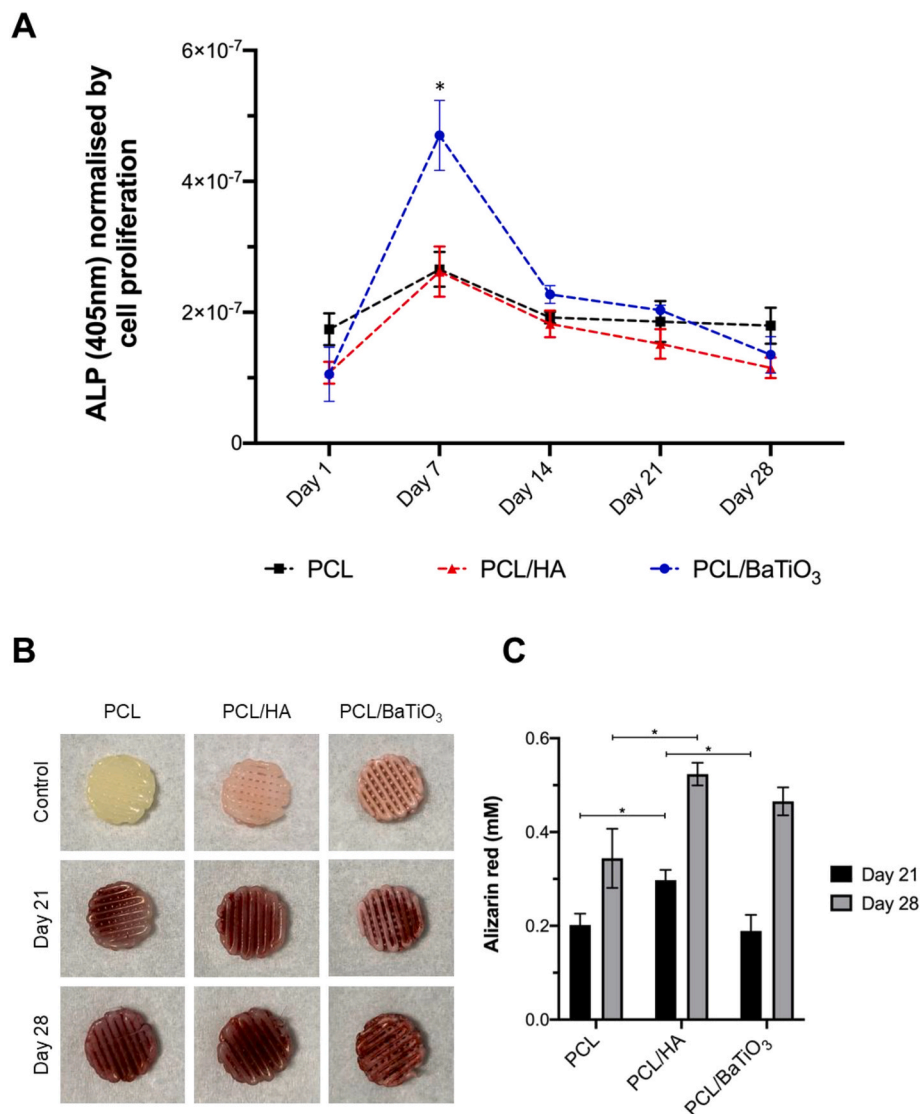 A
ALP (405nm) normalised by
cell proliferation
6×10⁻⁷
4×10⁻⁷
2×10⁻⁷
0
*
Day 1
Day 7
Day 14
Day 21
Day 28
PCL
PCL/HA
PCL/BaTiO₃
B
PCL
PCL/HA
PCL/BaTiO₃
Control
Day 21
Day 28
C
Alizarin red (mM)
0.6
0.4
0.2
0.0
*
*
*
PCL
PCL/HA
PCL/BaTiO₃
Day 21
Day 28